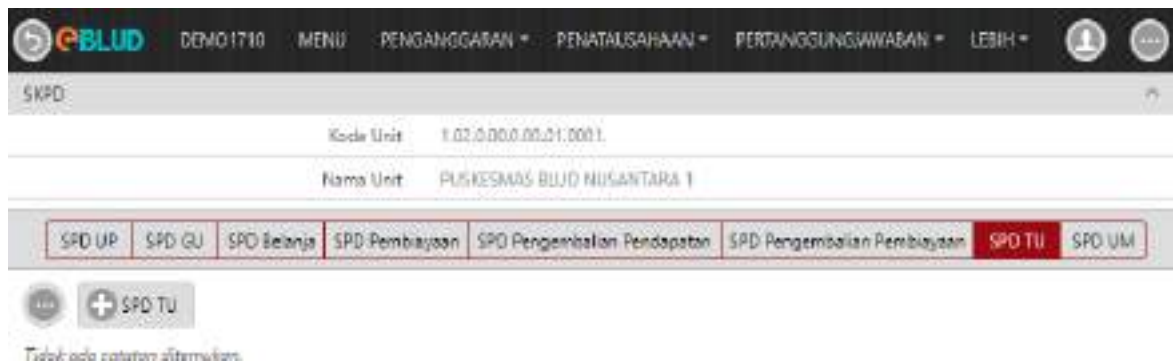 eBLUD DEMO1710 MENU PENGANGGARAN PENATAUSAHAAN PERTANGGUNGJAWABAN LEBIH
SKPD
Kode Unit 1.02.0.00.0.00.01.0001.
Nama Unit PUSKESMAS BLUD NUSANTARA 1
SPD UP SPD GU SPD Belanja SPD Pembiayaan SPD Pengembalian Pendapatan SPD Pengembalian Pembiayaan SPD TU SPD UM
SPD TU
Tidak ada catatan ditemukan.